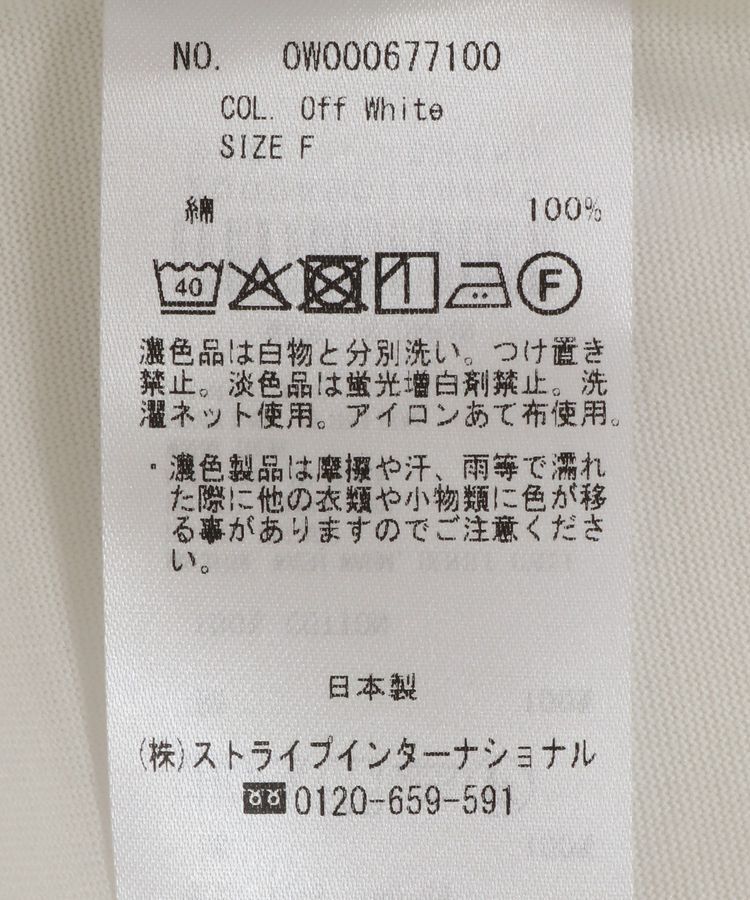 NO. 0W000677100
COL. Off White
SIZE F
綿 100%
40 F
濃色品は白物と分別洗い。つけ置き
禁止。淡色品は蛍光増白剤禁止。洗
濯ネット使用。アイロンあて布使用。
・濃色製品は摩擦や汗、雨等で濡れ
た際に他の衣類や小物類に色が移
る事がありますのでご注意くださ
い。
日本製
(株)ストライプインターナショナル
0120-659-591